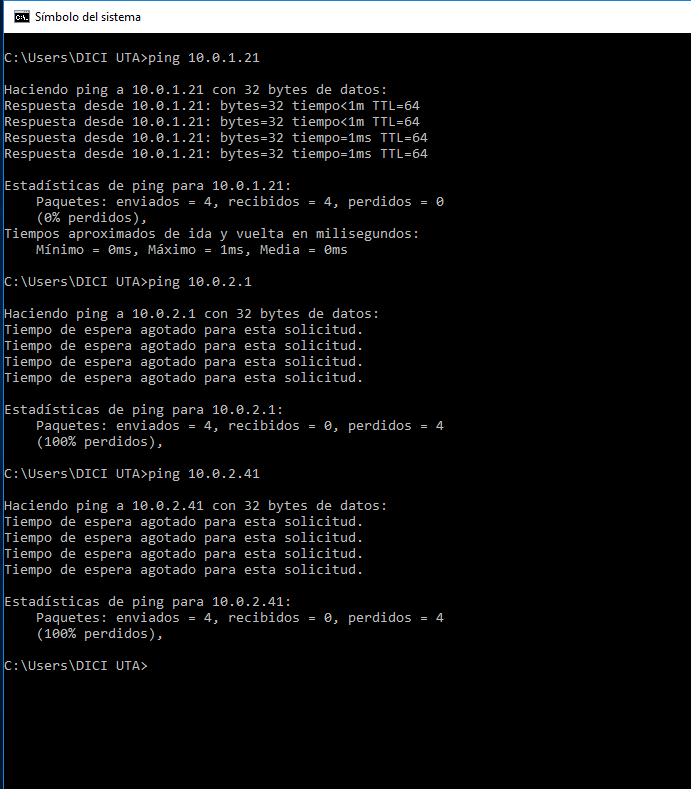 Símbolo del sistema
C:\Users\DICI UTA>ping 10.0.1.21
Haciendo ping a 10.0.1.21 con 32 bytes de datos:
Respuesta desde 10.0.1.21: bytes=32 tiempo<1m TTL=64
Respuesta desde 10.0.1.21: bytes=32 tiempo<1m TTL=64
Respuesta desde 10.0.1.21: bytes=32 tiempo=1ms TTL=64
Respuesta desde 10.0.1.21: bytes=32 tiempo=1ms TTL=64
Estadísticas de ping para 10.0.1.21:
Paquetes: enviados = 4, recibidos = 4, perdidos = 0
(0% perdidos),
Tiempos aproximados de ida y vuelta en milisegundos:
Mínimo = 0ms, Máximo = 1ms, Media = 0ms
C:\Users\DICI UTA>ping 10.0.2.1
Haciendo ping a 10.0.2.1 con 32 bytes de datos:
Tiempo de espera agotado para esta solicitud.
Tiempo de espera agotado para esta solicitud.
Tiempo de espera agotado para esta solicitud.
Tiempo de espera agotado para esta solicitud.
Estadísticas de ping para 10.0.2.1:
Paquetes: enviados = 4, recibidos = 0, perdidos = 4
(100% perdidos),
C:\Users\DICI UTA>ping 10.0.2.41
Haciendo ping a 10.0.2.41 con 32 bytes de datos:
Tiempo de espera agotado para esta solicitud.
Tiempo de espera agotado para esta solicitud.
Tiempo de espera agotado para esta solicitud.
Tiempo de espera agotado para esta solicitud.
Estadísticas de ping para 10.0.2.41:
Paquetes: enviados = 4, recibidos = 0, perdidos = 4
(100% perdidos),
C:\Users\DICI UTA>